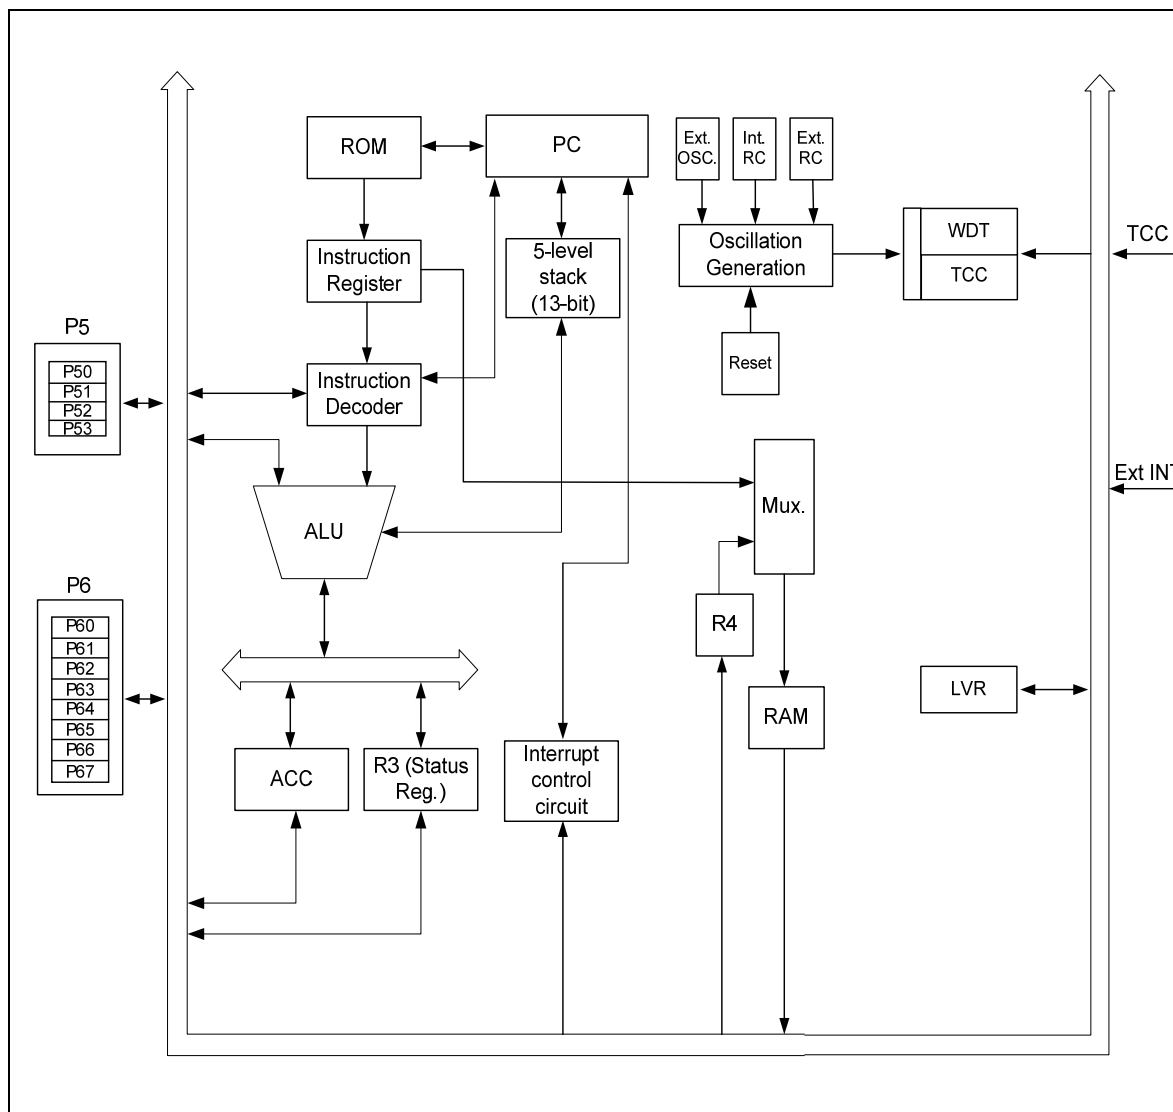 ROM
PC
Ext.
OSC.
Int.
RC
Ext.
RC
Instruction
Register
5-level
stack
(13-bit)
Oscillation
Generation
WDT
TCC
TCC
Reset
P5
P50
P51
P52
P53
Instruction
Decoder
ALU
Mux.
Ext INT
P6
P60
P61
P62
P63
P64
P65
P66
P67
R4
RAM
LVR
ACC
R3 (Status
Reg.)
Interrupt
control
circuit